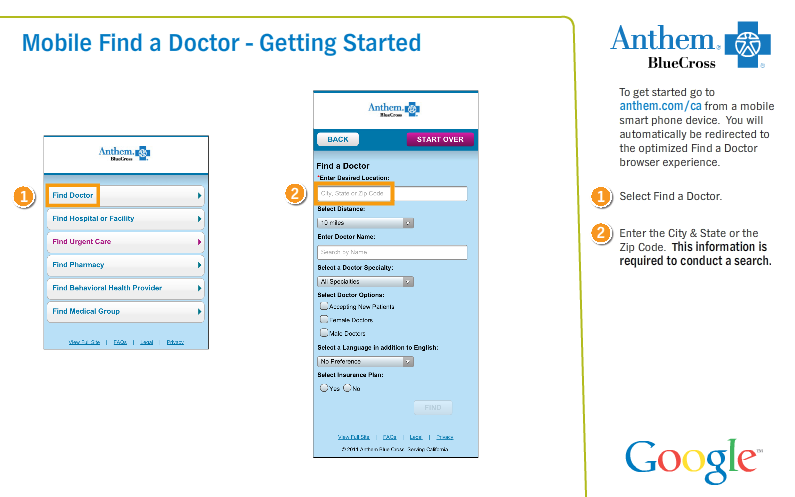 Mobile Find a Doctor - Getting Started
Anthem.
BlueCross
To get started go to
anthem.com/ca from a mobile
smart phone device. You will
automatically be redirected to
the optimized Find a Doctor
browser experience.
1 Select Find a Doctor.
2 Enter the City & State or the
Zip Code. This information is
required to conduct a search.
Anthem.
BlueCross
1
Find Doctor
Find Hospital or Facility
Find Urgent Care
Find Pharmacy
Find Behavioral Health Provider
Find Medical Group
View Full Site | FAQs | Legal | Privacy
Anthem.
BlueCross
BACK START OVER
Find a Doctor
*Enter Desired Location:
2
City, State or Zip Code
Select Distance:
10 miles
Enter Doctor Name:
Search by Name
Select a Doctor Specialty:
All Specialties
Select Doctor Options:
Accepting New Patients
Female Doctors
Male Doctors
Select a Language in addition to English:
No Preference
Select Insurance Plan:
Yes No
FIND
View Full Site | FAQs | Legal | Privacy
© 2011 Anthem Blue Cross. Serving California
Google™